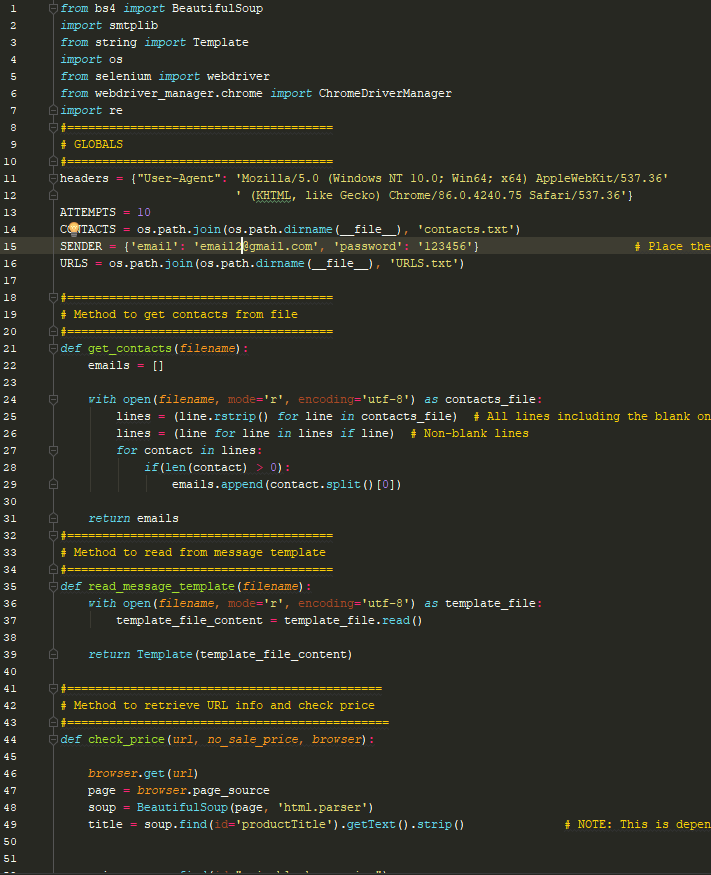 1 from bs4 import BeautifulSoup
2 import smtplib
3 from string import Template
4 import os
5 from selenium import webdriver
6 from webdriver_manager.chrome import ChromeDriverManager
7 import re
8 #======================================
9 # GLOBALS
10 #======================================
11 headers = {"User-Agent": 'Mozilla/5.0 (Windows NT 10.0; Win64; x64) AppleWebKit/537.36'
12 ' (KHTML, like Gecko) Chrome/86.0.4240.75 Safari/537.36'}
13 ATTEMPTS = 10
14 CONTACTS = os.path.join(os.path.dirname(__file__), 'contacts.txt')
15 SENDER = {'email': 'email2@gmail.com', 'password': '123456'} # Place the
16 URLS = os.path.join(os.path.dirname(__file__), 'URLS.txt')
17
18 #======================================
19 # Method to get contacts from file
20 #======================================
21 def get_contacts(filename):
22 emails = []
23
24 with open(filename, mode='r', encoding='utf-8') as contacts_file:
25 lines = (line.rstrip() for line in contacts_file) # All lines including the blank on
26 lines = (line for line in lines if line) # Non-blank lines
27 for contact in lines:
28 if(len(contact) > 0):
29 emails.append(contact.split()[0])
30
31 return emails
32 #======================================
33 # Method to read from message template
34 #======================================
35 def read_message_template(filename):
36 with open(filename, mode='r', encoding='utf-8') as template_file:
37 template_file_content = template_file.read()
38
39 return Template(template_file_content)
40
41 #=============================================
42 # Method to retrieve URL info and check price
43 #==============================================
44 def check_price(url, no_sale_price, browser):
45
46 browser.get(url)
47 page = browser.page_source
48 soup = BeautifulSoup(page, 'html.parser')
49 title = soup.find(id='productTitle').getText().strip() # NOTE: This is depen
50
51